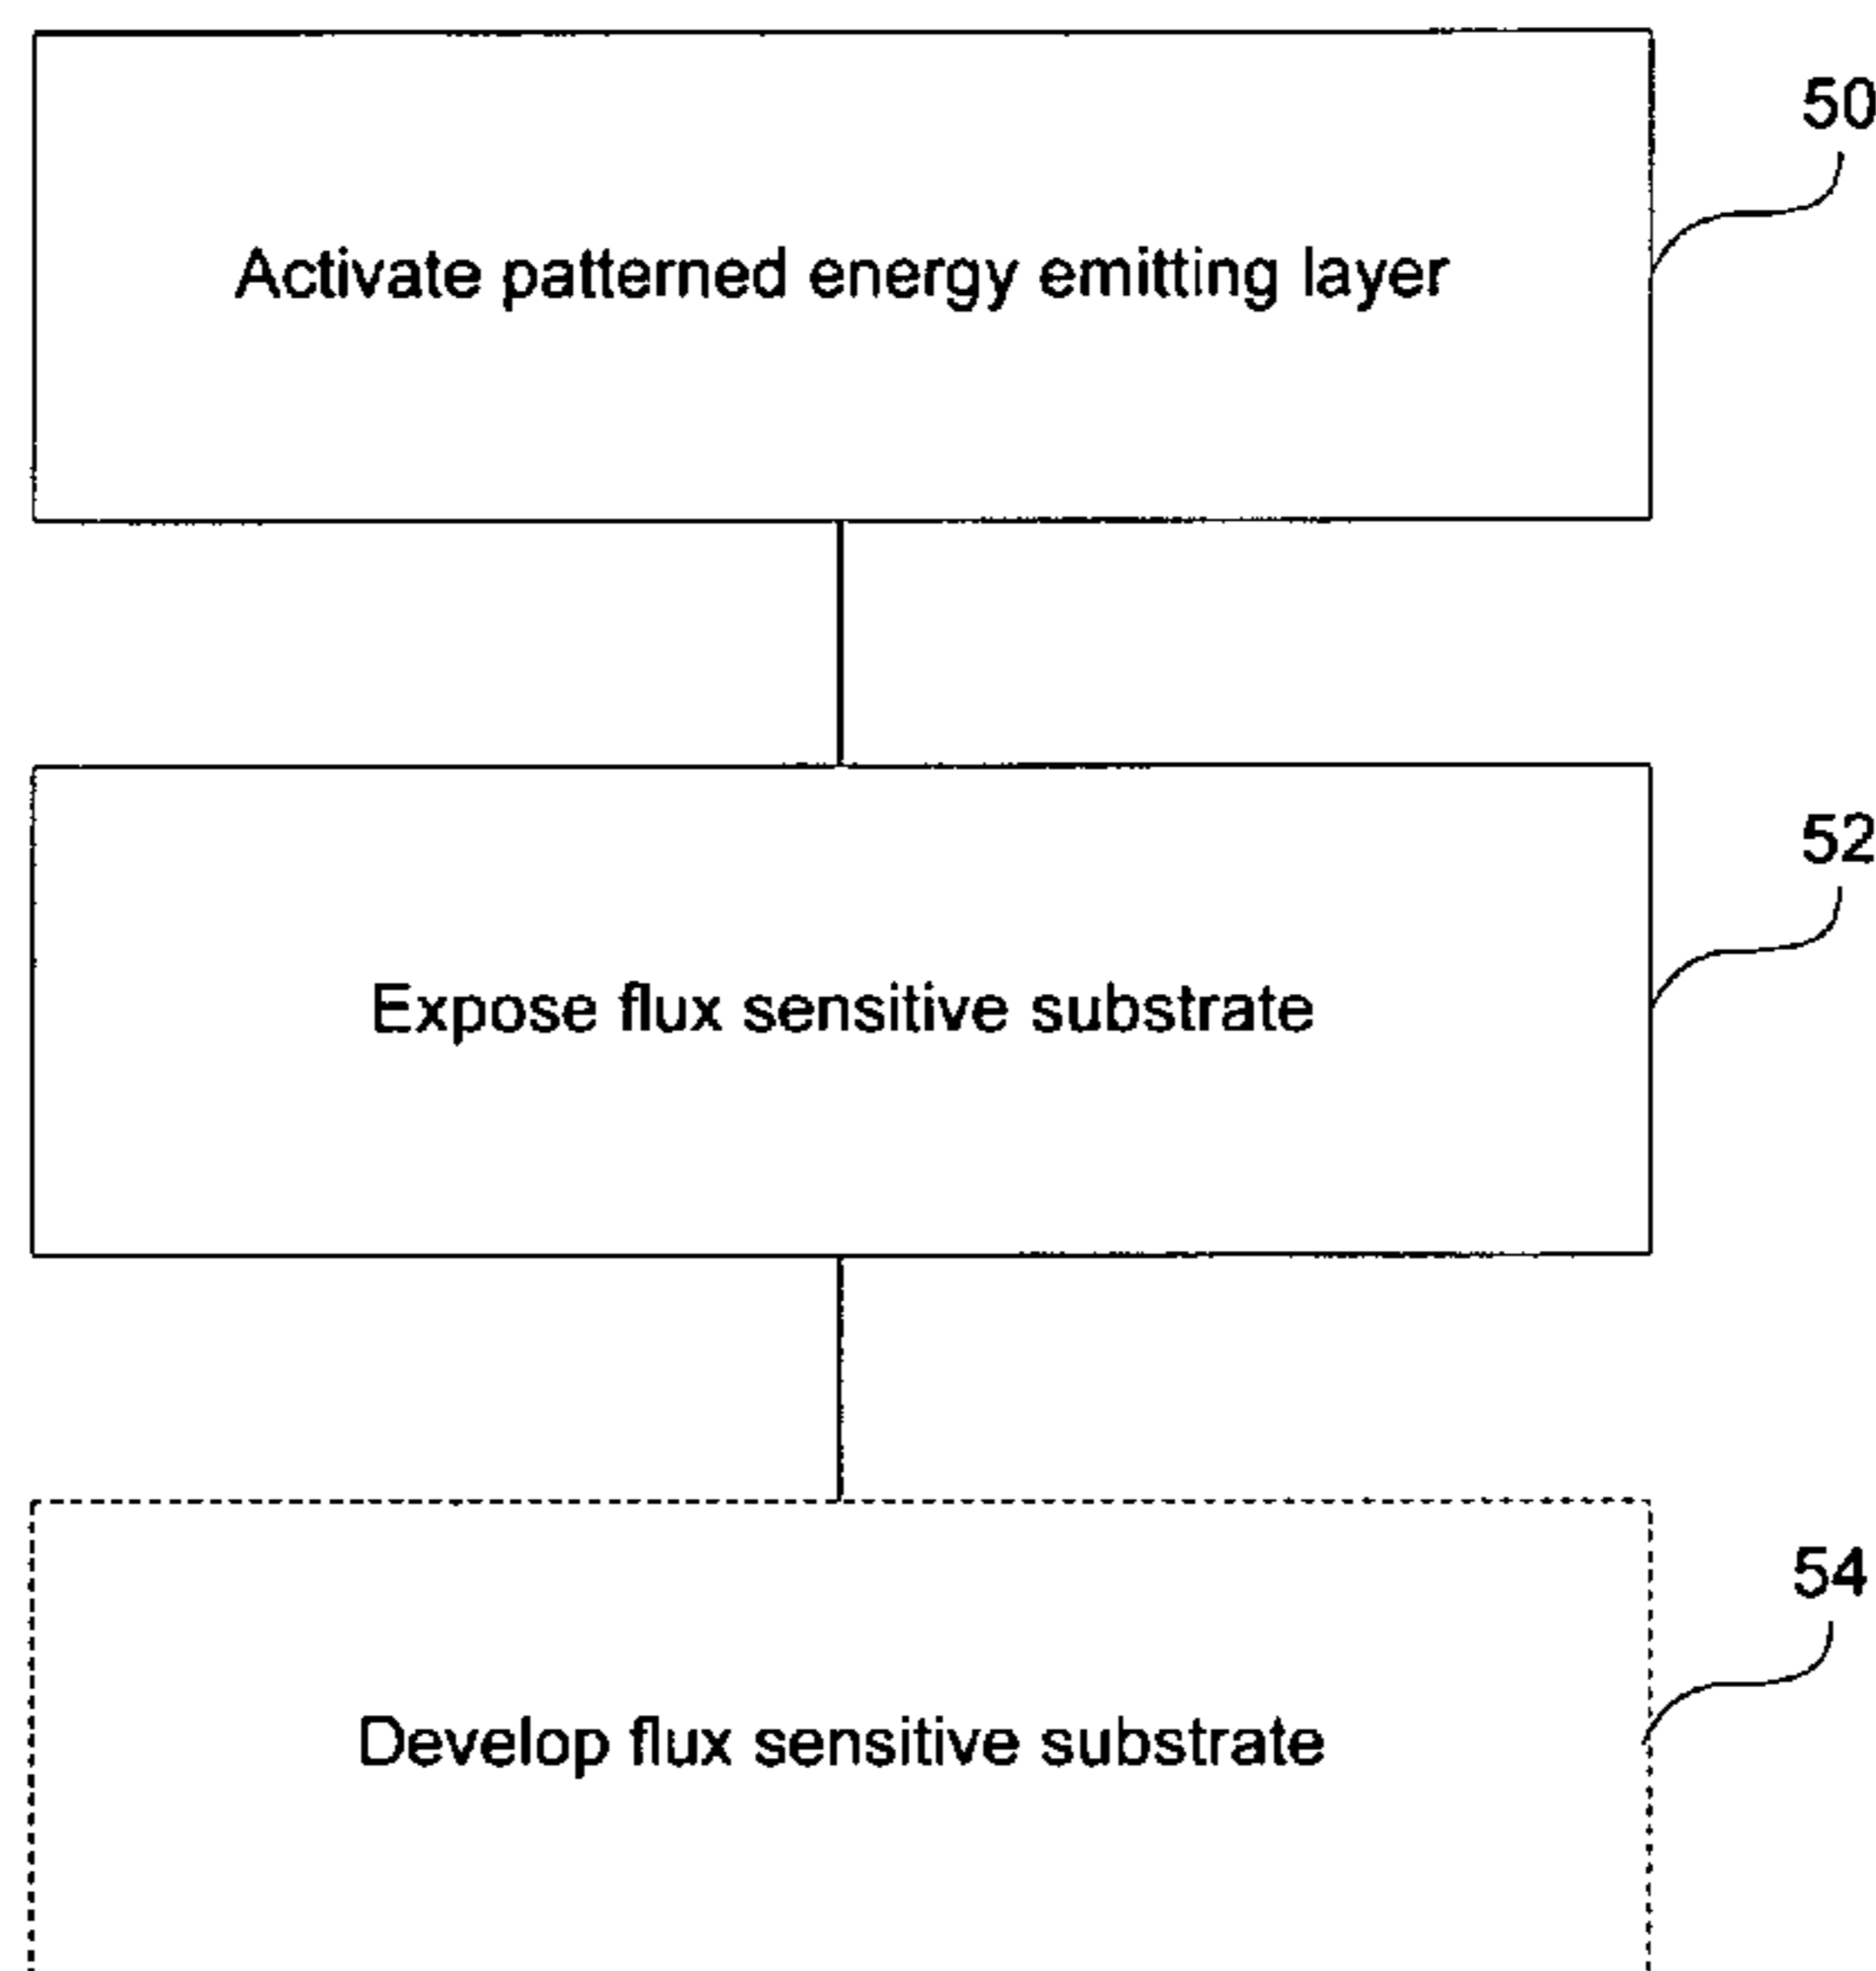 50
Activate patterned energy emitting layer
52
Expose flux sensitive substrate
54
Develop flux sensitive substrate